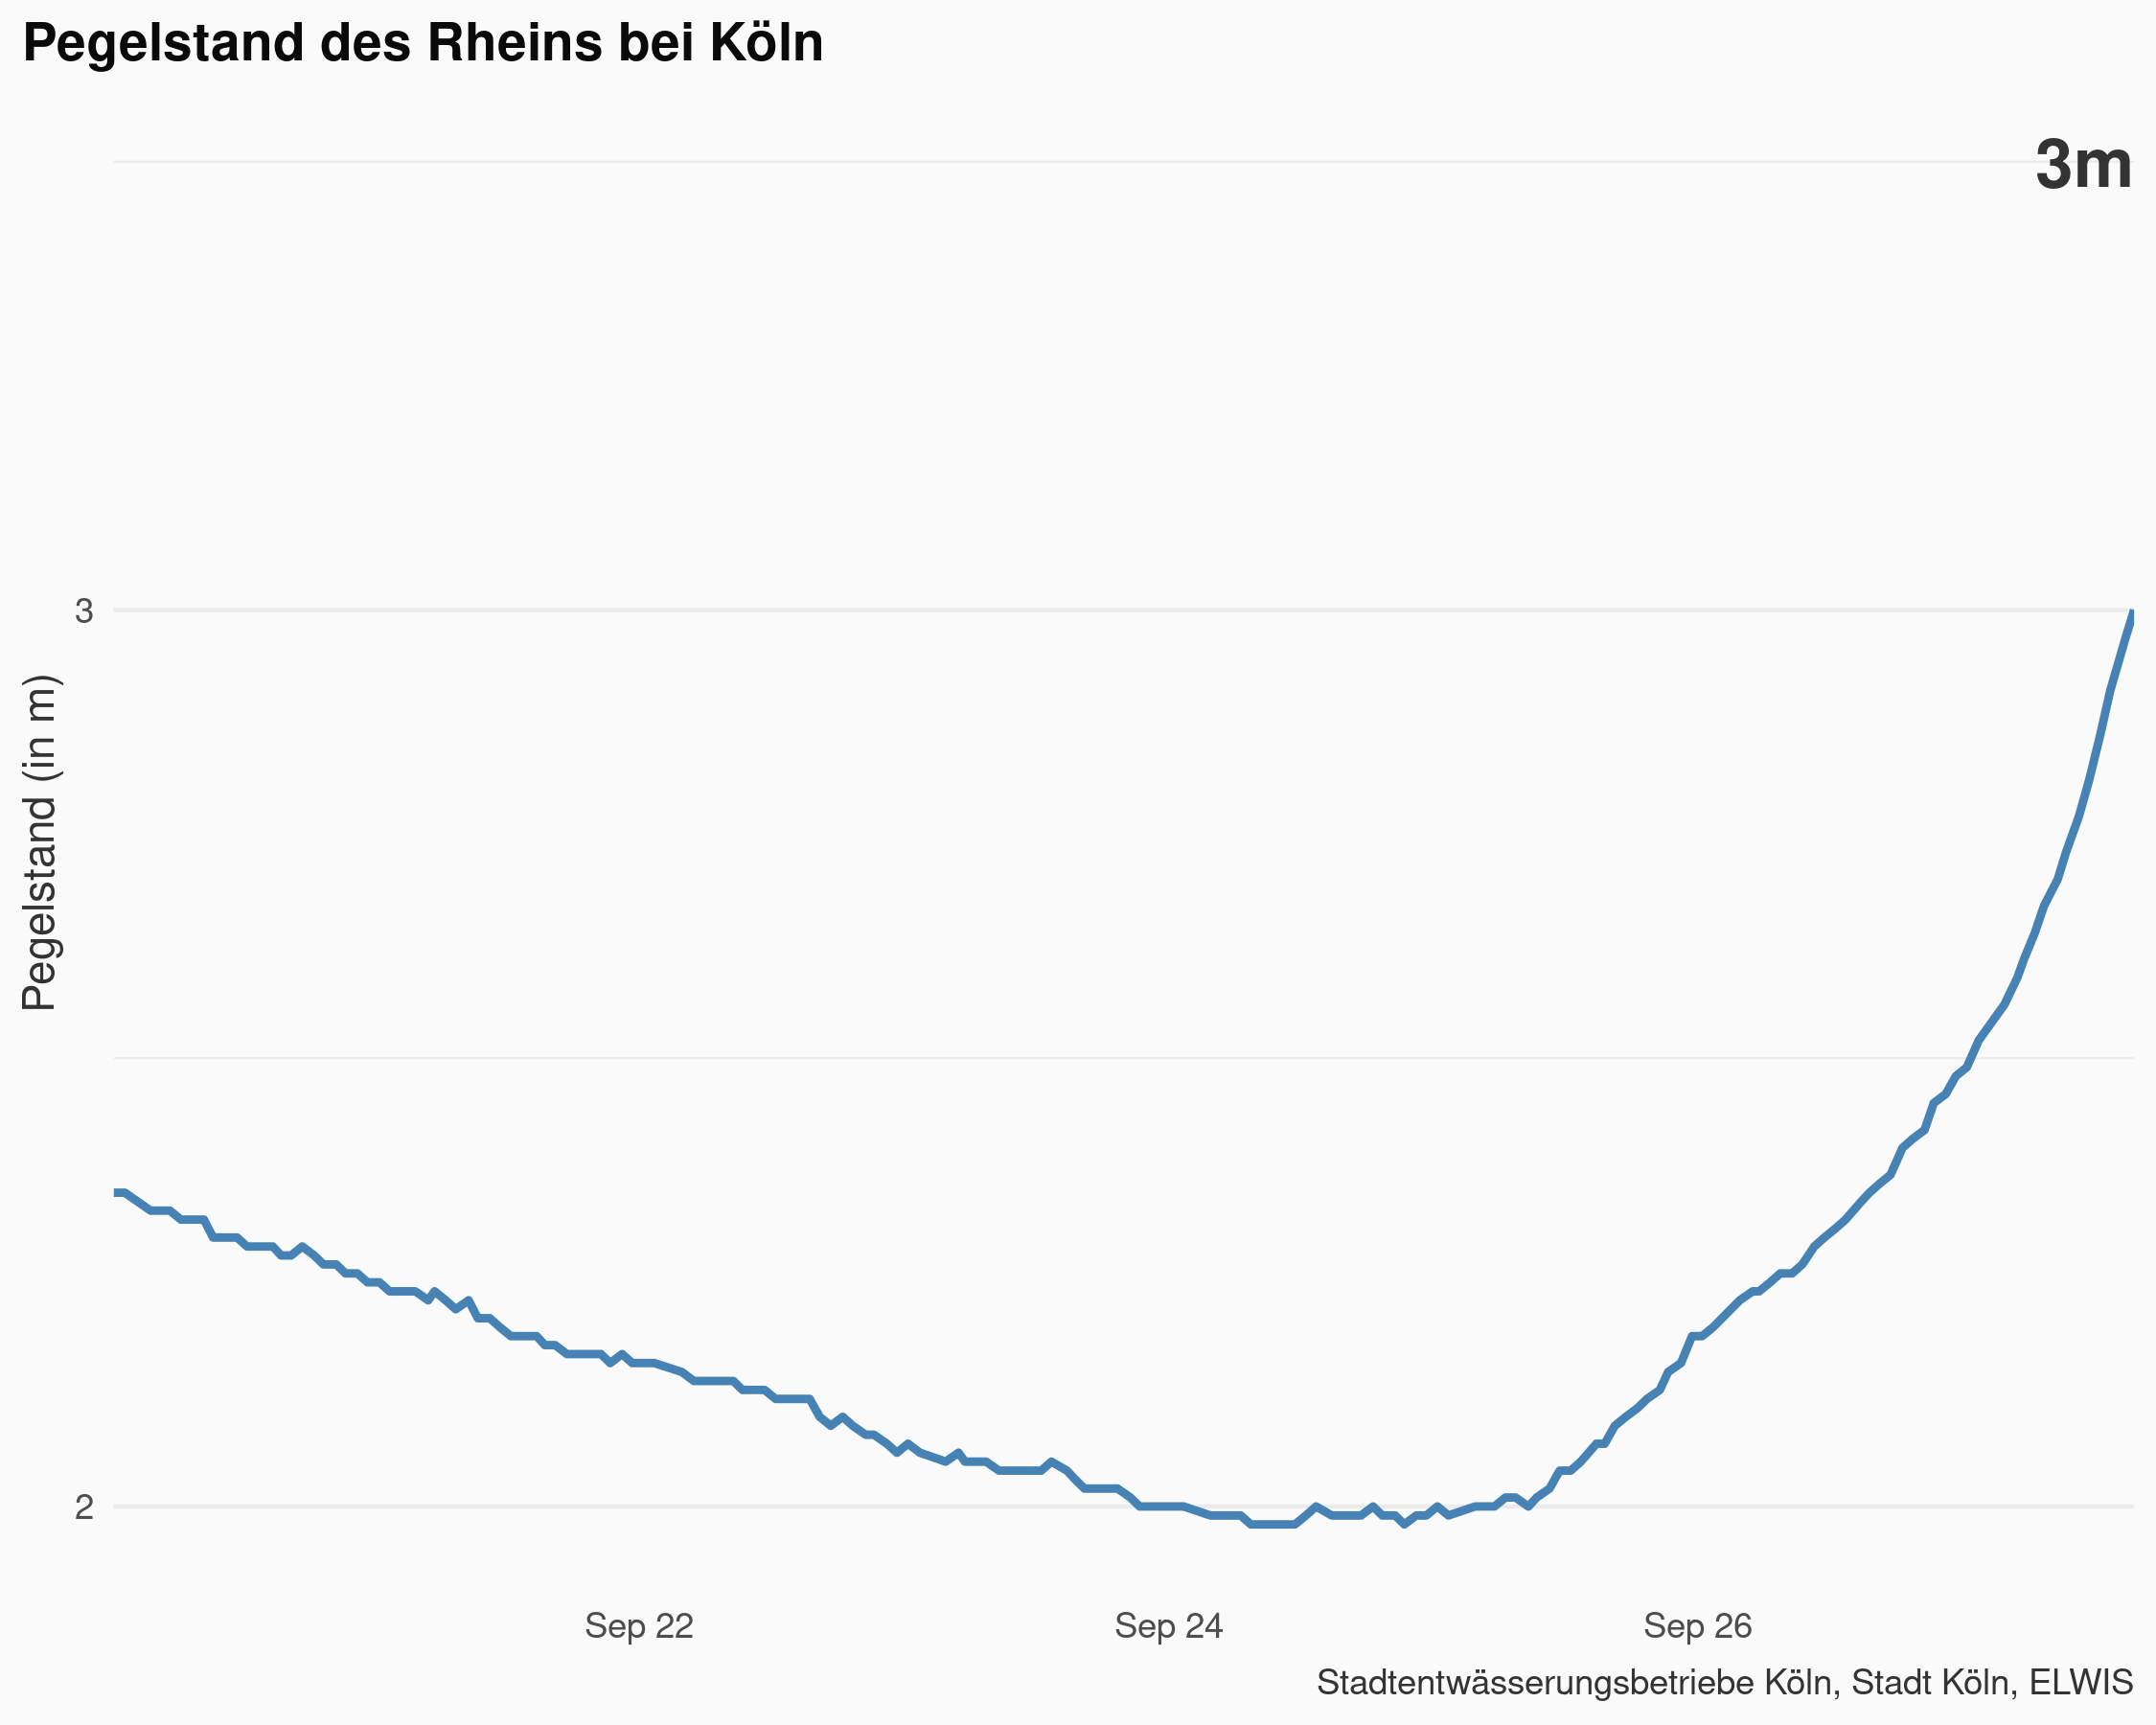 Pegelstand des Rheins bei Köln
3m
3
Pegelstand (in m)
2
Sep 22
Sep 24
Sep 26
Stadtentwässerungsbetriebe Köln, Stadt Köln, ELWIS